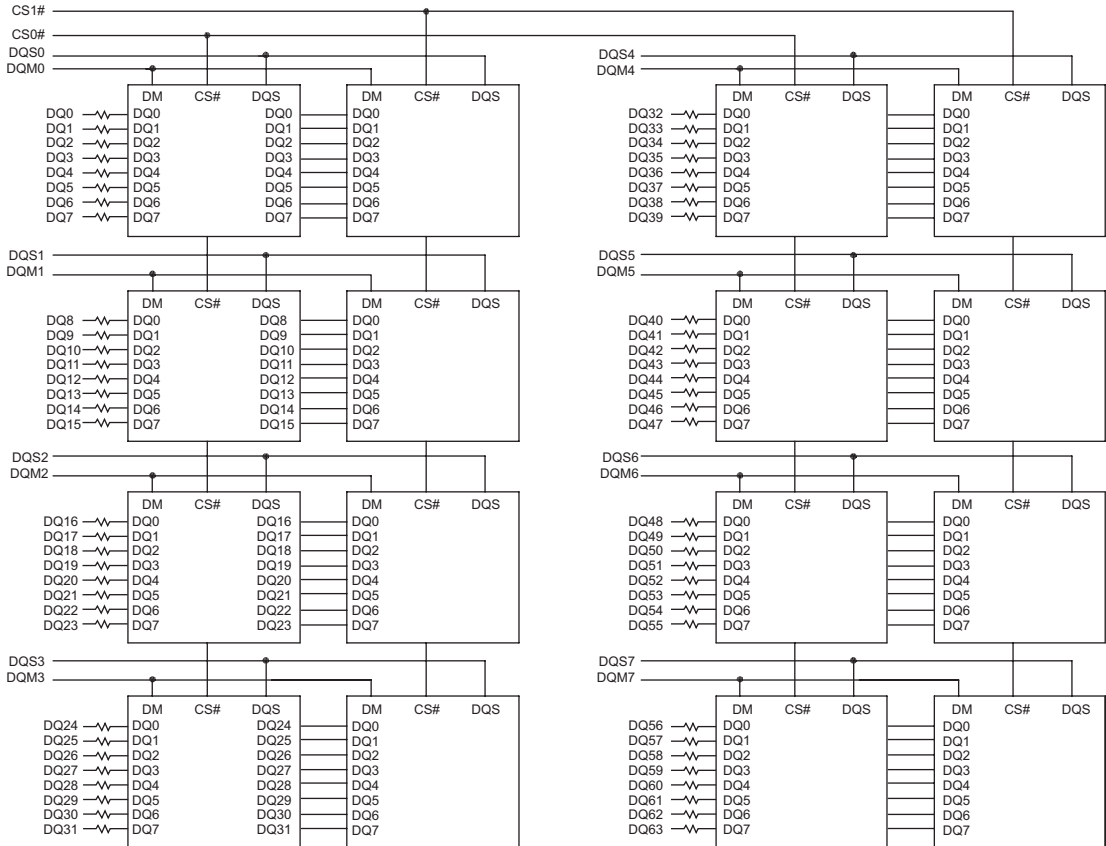 CS1#
CS0#
DQS0
DQM0
DM CS# DQS DM CS# DQS
DQ0 DQ0 DQ0 DQ0
DQ1 DQ1 DQ1 DQ1
DQ2 DQ2 DQ2 DQ2
DQ3 DQ3 DQ3 DQ3
DQ4 DQ4 DQ4 DQ4
DQ5 DQ5 DQ5 DQ5
DQ6 DQ6 DQ6 DQ6
DQ7 DQ7 DQ7 DQ7
DQS1
DQM1
DM CS# DQS DM CS# DQS
DQ8 DQ0 DQ8 DQ0
DQ9 DQ1 DQ9 DQ1
DQ10 DQ2 DQ10 DQ2
DQ11 DQ3 DQ11 DQ3
DQ12 DQ4 DQ12 DQ4
DQ13 DQ5 DQ13 DQ5
DQ14 DQ6 DQ14 DQ6
DQ15 DQ7 DQ15 DQ7
DQS2
DQM2
DM CS# DQS DM CS# DQS
DQ16 DQ0 DQ16 DQ0
DQ17 DQ1 DQ17 DQ1
DQ18 DQ2 DQ18 DQ2
DQ19 DQ3 DQ19 DQ3
DQ20 DQ4 DQ20 DQ4
DQ21 DQ5 DQ21 DQ5
DQ22 DQ6 DQ22 DQ6
DQ23 DQ7 DQ23 DQ7
DQS3
DQM3
DM CS# DQS DM CS# DQS
DQ24 DQ0 DQ24 DQ0
DQ25 DQ1 DQ25 DQ1
DQ26 DQ2 DQ26 DQ2
DQ27 DQ3 DQ27 DQ3
DQ28 DQ4 DQ28 DQ4
DQ29 DQ5 DQ29 DQ5
DQ30 DQ6 DQ30 DQ6
DQ31 DQ7 DQ31 DQ7
DQS4
DQM4
DM CS# DQS DM CS# DQS
DQ32 DQ0 DQ0
DQ33 DQ1 DQ1
DQ34 DQ2 DQ2
DQ35 DQ3 DQ3
DQ36 DQ4 DQ4
DQ37 DQ5 DQ5
DQ38 DQ6 DQ6
DQ39 DQ7 DQ7
DQS5
DQM5
DM CS# DQS DM CS# DQS
DQ40 DQ0 DQ0
DQ41 DQ1 DQ1
DQ42 DQ2 DQ2
DQ43 DQ3 DQ3
DQ44 DQ4 DQ4
DQ45 DQ5 DQ5
DQ46 DQ6 DQ6
DQ47 DQ7 DQ7
DQS6
DQM6
DM CS# DQS DM CS# DQS
DQ48 DQ0 DQ0
DQ49 DQ1 DQ1
DQ50 DQ2 DQ2
DQ51 DQ3 DQ3
DQ52 DQ4 DQ4
DQ53 DQ5 DQ5
DQ54 DQ6 DQ6
DQ55 DQ7 DQ7
DQS7
DQM7
DM CS# DQS DM CS# DQS
DQ56 DQ0 DQ0
DQ57 DQ1 DQ1
DQ58 DQ2 DQ2
DQ59 DQ3 DQ3
DQ60 DQ4 DQ4
DQ61 DQ5 DQ5
DQ62 DQ6 DQ6
DQ63 DQ7 DQ7